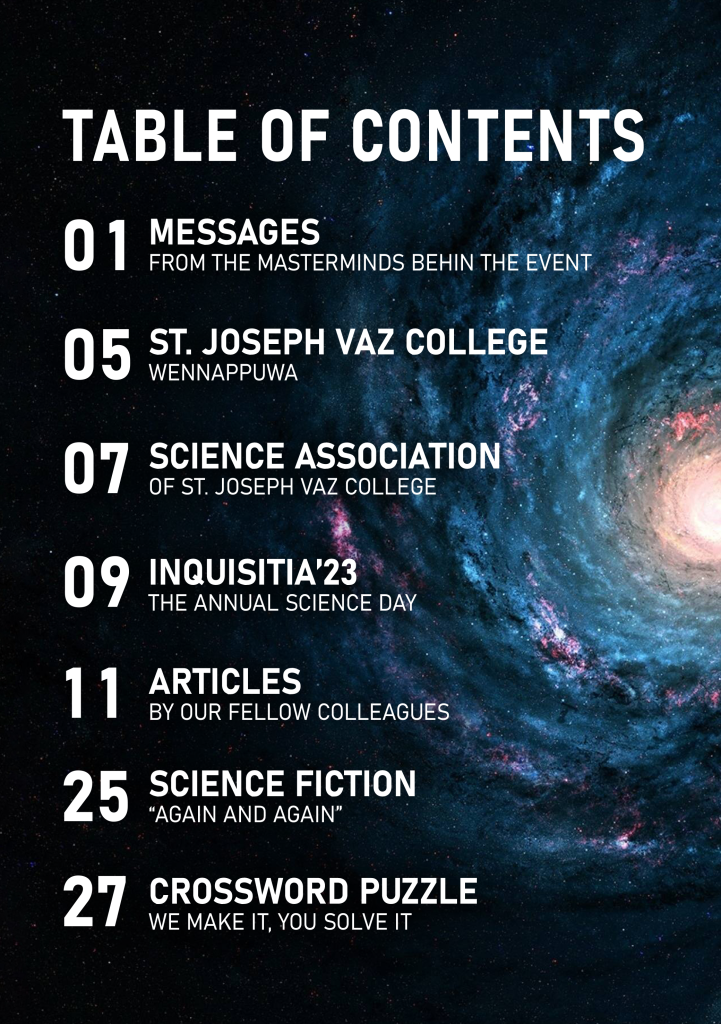 TABLE OF CONTENTS
01 MESSAGES
FROM THE MASTERMINDS BEHIN THE EVENT
05 ST. JOSEPH VAZ COLLEGE
WENNAPPUWA
07 SCIENCE ASSOCIATION
OF ST. JOSEPH VAZ COLLEGE
09 INQUISITIA’23
THE ANNUAL SCIENCE DAY
11 ARTICLES
BY OUR FELLOW COLLEAGUES
25 SCIENCE FICTION
“AGAIN AND AGAIN”
27 CROSSWORD PUZZLE
WE MAKE IT, YOU SOLVE IT